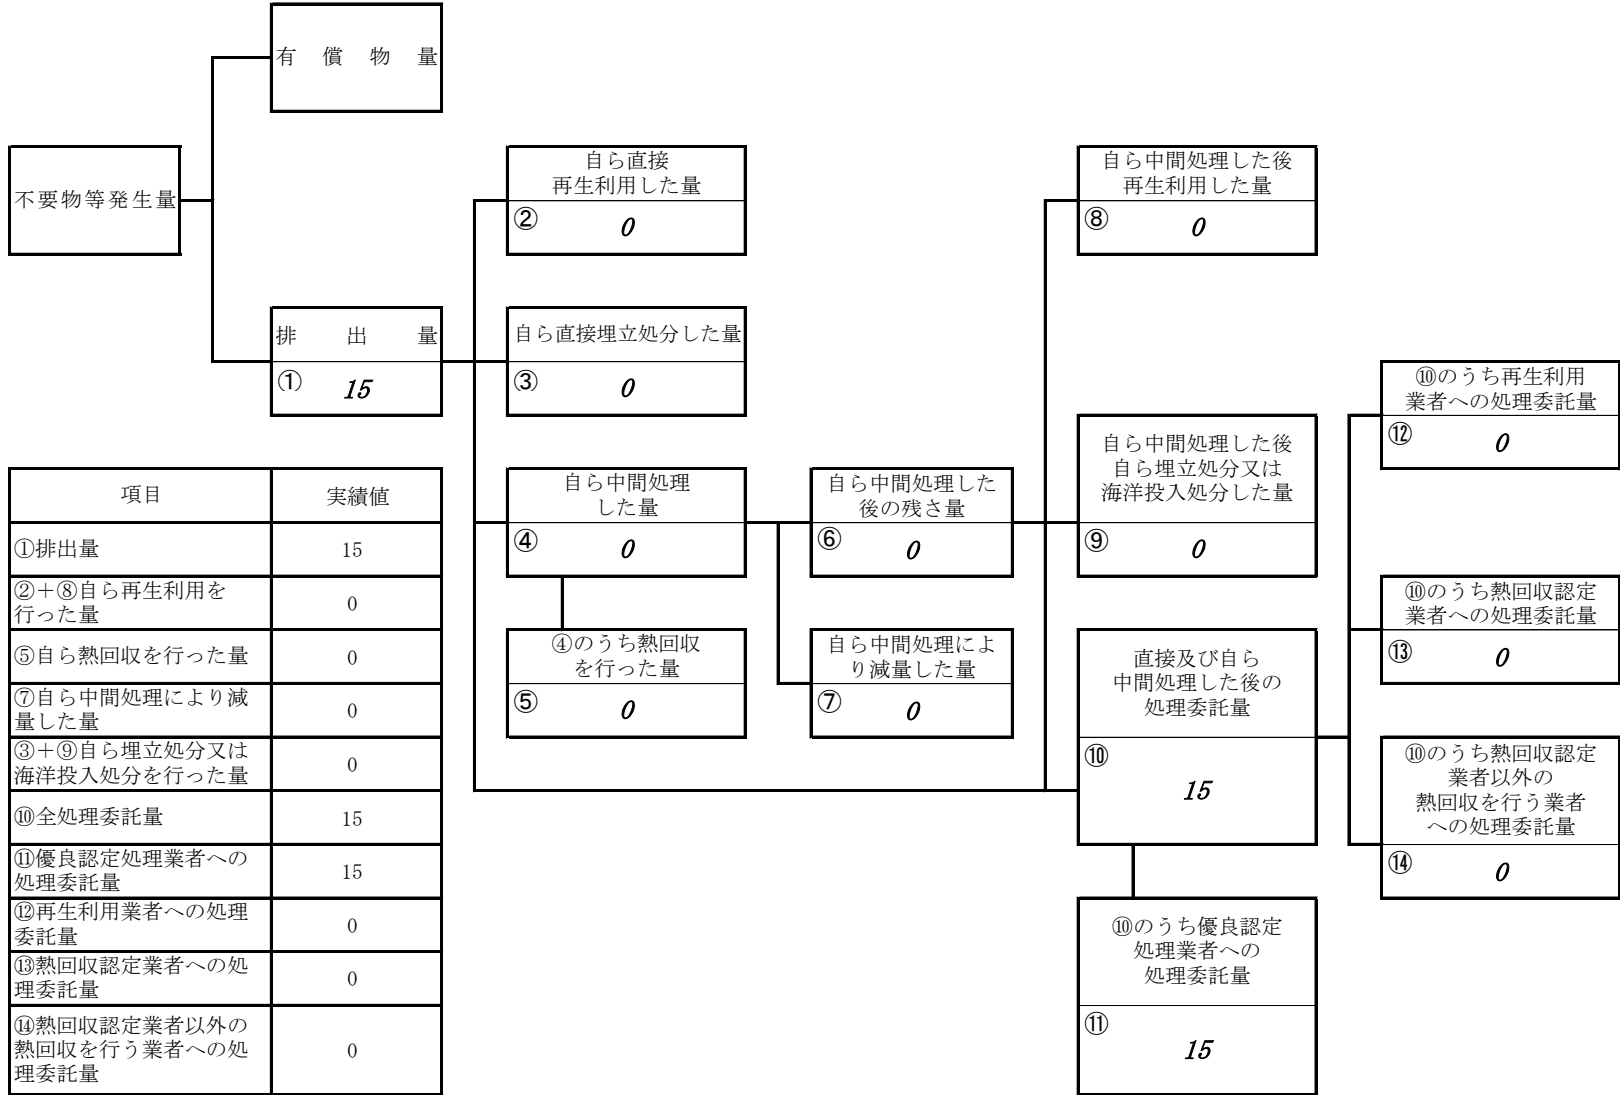 有償物量
不要物等発生量
排出量
① 15
自ら直接
再生利用した量
② 0
自ら直接埋立処分した量
③ 0
自ら中間処理
した量
④ 0
④のうち熱回収
を行った量
⑤ 0
自ら中間処理した
後の残さ量
⑥ 0
自ら中間処理によ
り減量した量
⑦ 0
自ら中間処理した後
再生利用した量
⑧ 0
自ら中間処理した後
自ら埋立処分又は
海洋投入処分した量
⑨ 0
直接及び自ら
中間処理した後の
処理委託量
⑩
15
⑩のうち優良認定
処理業者への
処理委託量
⑪
15
⑩のうち再生利用
業者への処理委託量
⑫ 0
⑩のうち熱回収認定
業者への処理委託量
⑬ 0
⑩のうち熱回収認定
業者以外の
熱回収を行う業者
への処理委託量
⑭ 0
項目 実績値
①排出量 15
②+⑧自ら再生利用を
行った量 0
⑤自ら熱回収を行った量 0
⑦自ら中間処理により減
量した量 0
③+⑨自ら埋立処分又は
海洋投入処分を行った量 0
⑩全処理委託量 15
⑪優良認定処理業者への
処理委託量 15
⑫再生利用業者への処理
委託量 0
⑬熱回収認定業者への処
理委託量 0
⑭熱回収認定業者以外の
熱回収を行う業者への処 0
理委託量